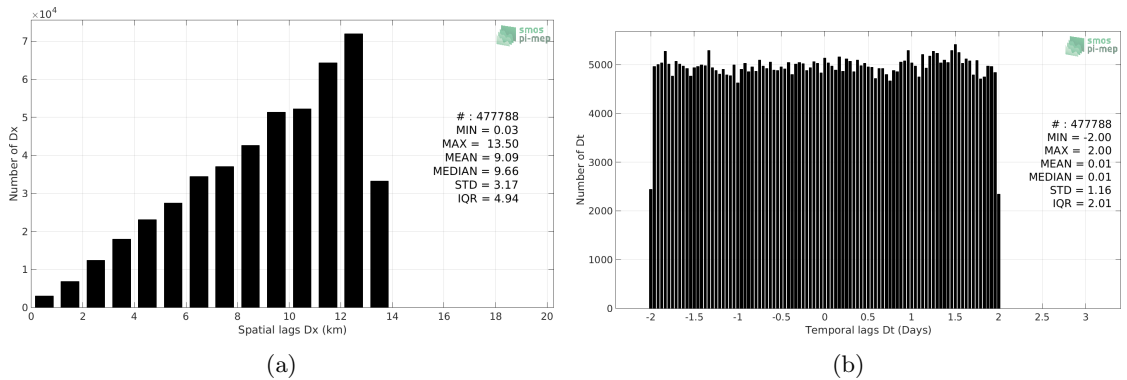 ×10⁴
7
6
5
4
3
2
1
0
Number of Dx
0 2 4 6 8 10 12 14 16 18 20
Spatial lags Dx (km)
smos
pi-mep
# : 477788
MIN = 0.03
MAX = 13.50
MEAN = 9.09
MEDIAN = 9.66
STD = 3.17
IQR = 4.94
(a)
5000
4000
3000
2000
1000
0
Number of Dt
-2 -1.5 -1 -0.5 0 0.5 1 1.5 2 2.5 3
Temporal lags Dt (Days)
smos
pi-mep
# : 477788
MIN = -2.00
MAX = 2.00
MEAN = 0.01
MEDIAN = 0.01
STD = 1.16
IQR = 2.01
(b)